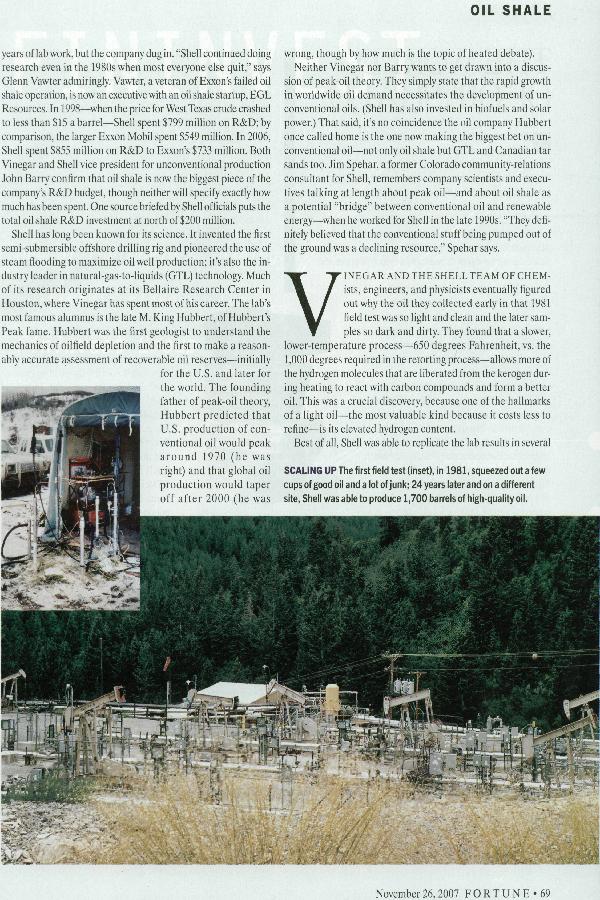 OIL SHALE
years of lab work, but the company dug in. "Shell continued doing
research even in the 1980s when most everyone else quit," says
Glenn Vawter admiringly. Vawter, a veteran of Exxon's failed oil
shale operation, is now an executive with an oil shale startup, EGL
Resources. In 1998—when the price for West Texas crude crashed
to less than $15 a barrel—Shell spent $799 million on R&D; by
comparison, the larger Exxon Mobil spent $549 million. In 2006,
Shell spent $855 million on R&D to Exxon's $733 million. Both
Vinegar and Shell vice president for unconventional production
John Barry confirm that oil shale is now the biggest piece of the
company's R&D budget, though neither will specify exactly how
much has been spent. One source briefed by Shell officials puts the
total oil shale R&D investment at north of $200 million.
Shell has long been known for its science. It invented the first
semi-submersible offshore drilling rig and pioneered the use of
steam flooding to maximize oil well production; it's also the in-
dustry leader in natural-gas-to-liquids (GTL) technology. Much
of its research originates at its Bellaire Research Center in
Houston, where Vinegar has spent most of his career. The lab's
most famous alumnus is the late M. King Hubbert, of Hubbert's
Peak fame. Hubbert was the first geologist to understand the
mechanics of oilfield depletion and the first to make a reason-
ably accurate assessment of recoverable oil reserves—initially
for the U.S. and later for
the world. The founding
father of peak-oil theory,
Hubbert predicted that
U.S. production of con-
ventional oil would peak
around 1970 (he was
right) and that global oil
production would taper
off after 2000 (he was
wrong, though by how much is the topic of heated debate).
Neither Vinegar nor Barry wants to get drawn into a discus-
sion of peak-oil theory. They simply state that the rapid growth
in worldwide oil demand necessitates the development of un-
conventional oils. (Shell has also invested in biofuels and solar
power.) That said, it's no coincidence the oil company Hubbert
once called home is the one now making the biggest bet on un-
conventional oil—not only oil shale but GTL and Canadian tar
sands too. Jim Spehar, a former Colorado community-relations
consultant for Shell, remembers company scientists and execu-
tives talking at length about peak oil—and about oil shale as
a potential "bridge" between conventional oil and renewable
energy—when he worked for Shell in the late 1990s. "They defi-
nitely believed that the conventional stuff being pumped out of
the ground was a declining resource," Spehar says.
VINEGAR AND THE SHELL TEAM OF CHEM-
ists, engineers, and physicists eventually figured
out why the oil they collected early in that 1981
field test was so light and clean and the later sam-
ples so dark and dirty. They found that a slower,
lower-temperature process—650 degrees Fahrenheit, vs. the
1,000 degrees required in the retorting process—allows more of
the hydrogen molecules that are liberated from the kerogen dur-
ing heating to react with carbon compounds and form a better
oil. This was a crucial discovery, because one of the hallmarks
of a light oil—the most valuable kind because it costs less to
refine—is its elevated hydrogen content.
Best of all, Shell was able to replicate the lab results in several
SCALING UP The first field test (inset), in 1981, squeezed out a few
cups of good oil and a lot of junk; 24 years later and on a different
site, Shell was able to produce 1,700 barrels of high-quality oil.
November 26, 2007 FORTUNE • 69